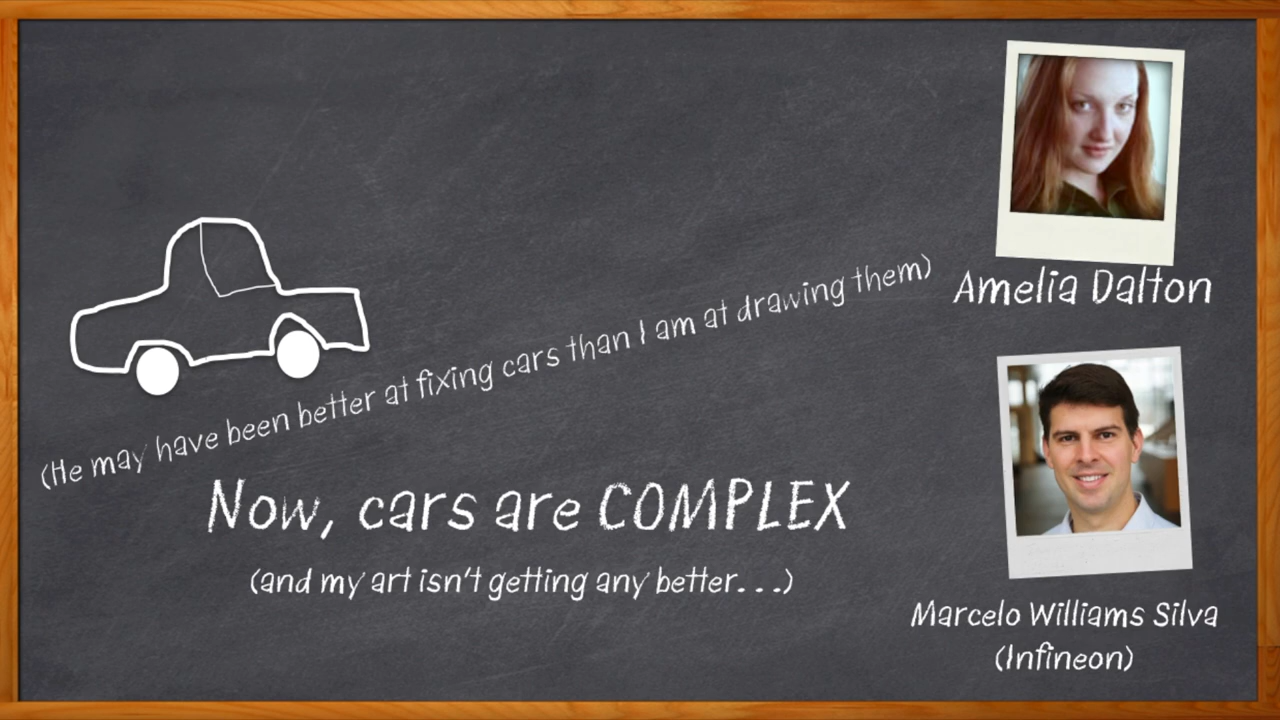 (He may have been better at fixing cars than I am at drawing them)
Now, cars are COMPLEX
(and my art isn't getting any better. . .)
Amelia Dalton
Marcelo Williams Silva
(Infineon)